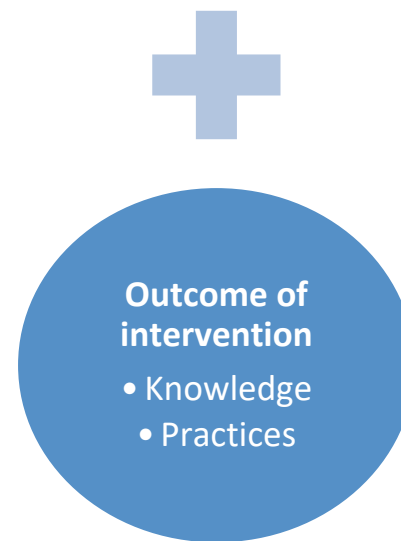 Outcome of
intervention
• Knowledge
• Practices